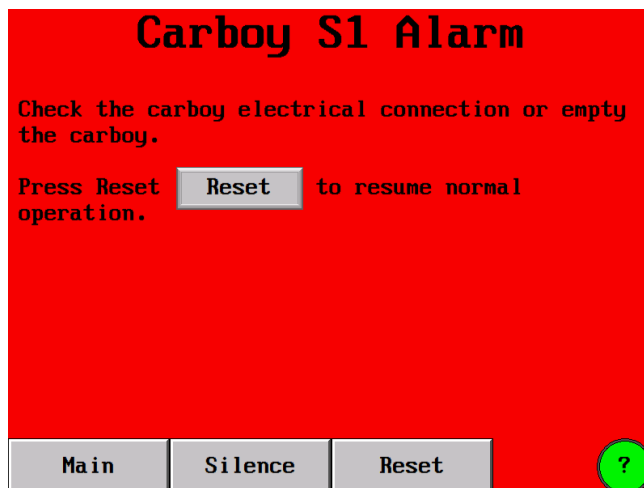 Carboy S1 Alarm
Check the carboy electrical connection or empty
the carboy.
Press Reset Reset to resume normal
operation.
Main Silence Reset ?